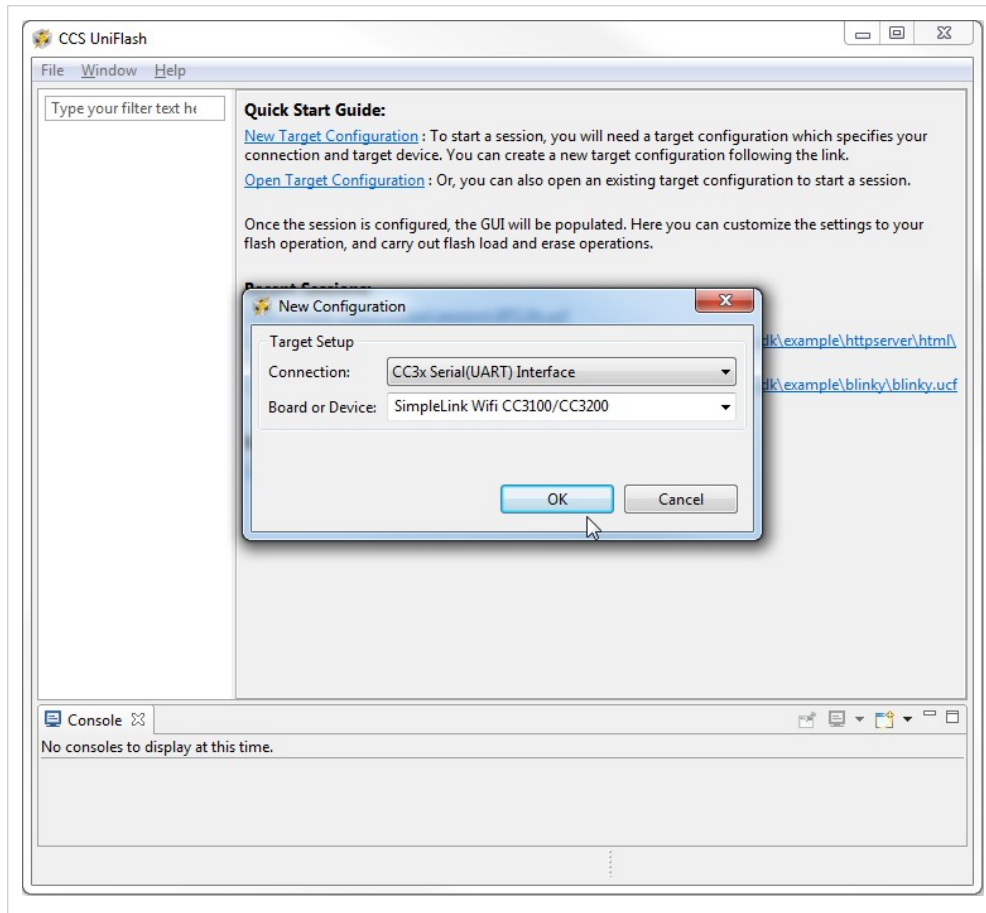 CCS UniFlash
File Window Help
Type your filter text he
Quick Start Guide:
New Target Configuration : To start a session, you will need a target configuration which specifies your
connection and target device. You can create a new target configuration following the link.
Open Target Configuration : Or, you can also open an existing target configuration to start a session.
Once the session is configured, the GUI will be populated. Here you can customize the settings to your
flash operation, and carry out flash load and erase operations.
Recent Sessions:
New Configuration
Target Setup
Connection: CC3x Serial(UART) Interface
Board or Device: SimpleLink Wifi CC3100/CC3200
OK Cancel
dk\example\httpserver\html\
dk\example\blinky\blinky.ucf
Console
No consoles to display at this time.